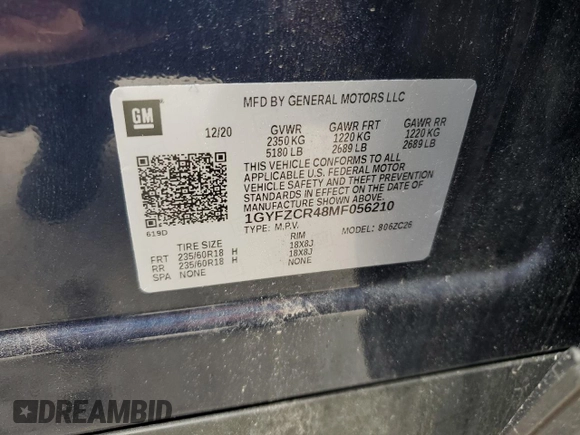 GM
MFD BY GENERAL MOTORS LLC
12/20 GVWR GAWR FRT GAWR RR
2350 KG 1220 KG 1220 KG
5180 LB 2689 LB 2689 LB
THIS VEHICLE CONFORMS TO ALL
APPLICABLE U.S. FEDERAL MOTOR
VEHICLE SAFETY AND THEFT PREVENTION
STANDARDS IN EFFECT ON THE DATE OF
MANUFACTURE SHOWN ABOVE.
1GYFZCR48MF056210
619D TYPE: M.P.V. MODEL: 806ZC26
TIRE SIZE RIM
FRT 235/60R18 H 18X8J
RR 235/60R18 H 18X8J
SPA NONE NONE
DREAMBID